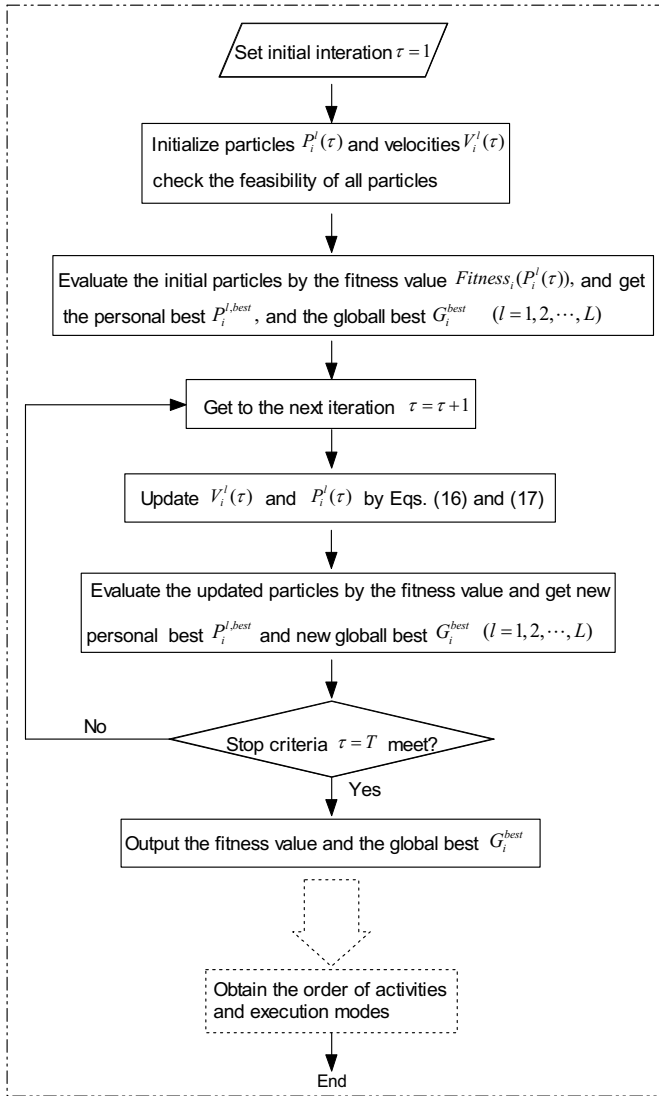 Set initial interation τ = 1
Initialize particles P_i^l(τ) and velocities V_i^l(τ)
check the feasibility of all particles
Evaluate the initial particles by the fitness value Fitness_i(P_i^l(τ)), and get
the personal best P_i^{l,best}, and the globall best G_i^{best} (l = 1, 2, ⋯, L)
Get to the next iteration τ = τ + 1
Update V_i^l(τ) and P_i^l(τ) by Eqs. (16) and (17)
Evaluate the updated particles by the fitness value and get new
personal best P_i^{l,best} and new globall best G_i^{best} (l = 1, 2, ⋯, L)
No
Stop criteria τ = T meet?
Yes
Output the fitness value and the global best G_i^{best}
Obtain the order of activities
and execution modes
End